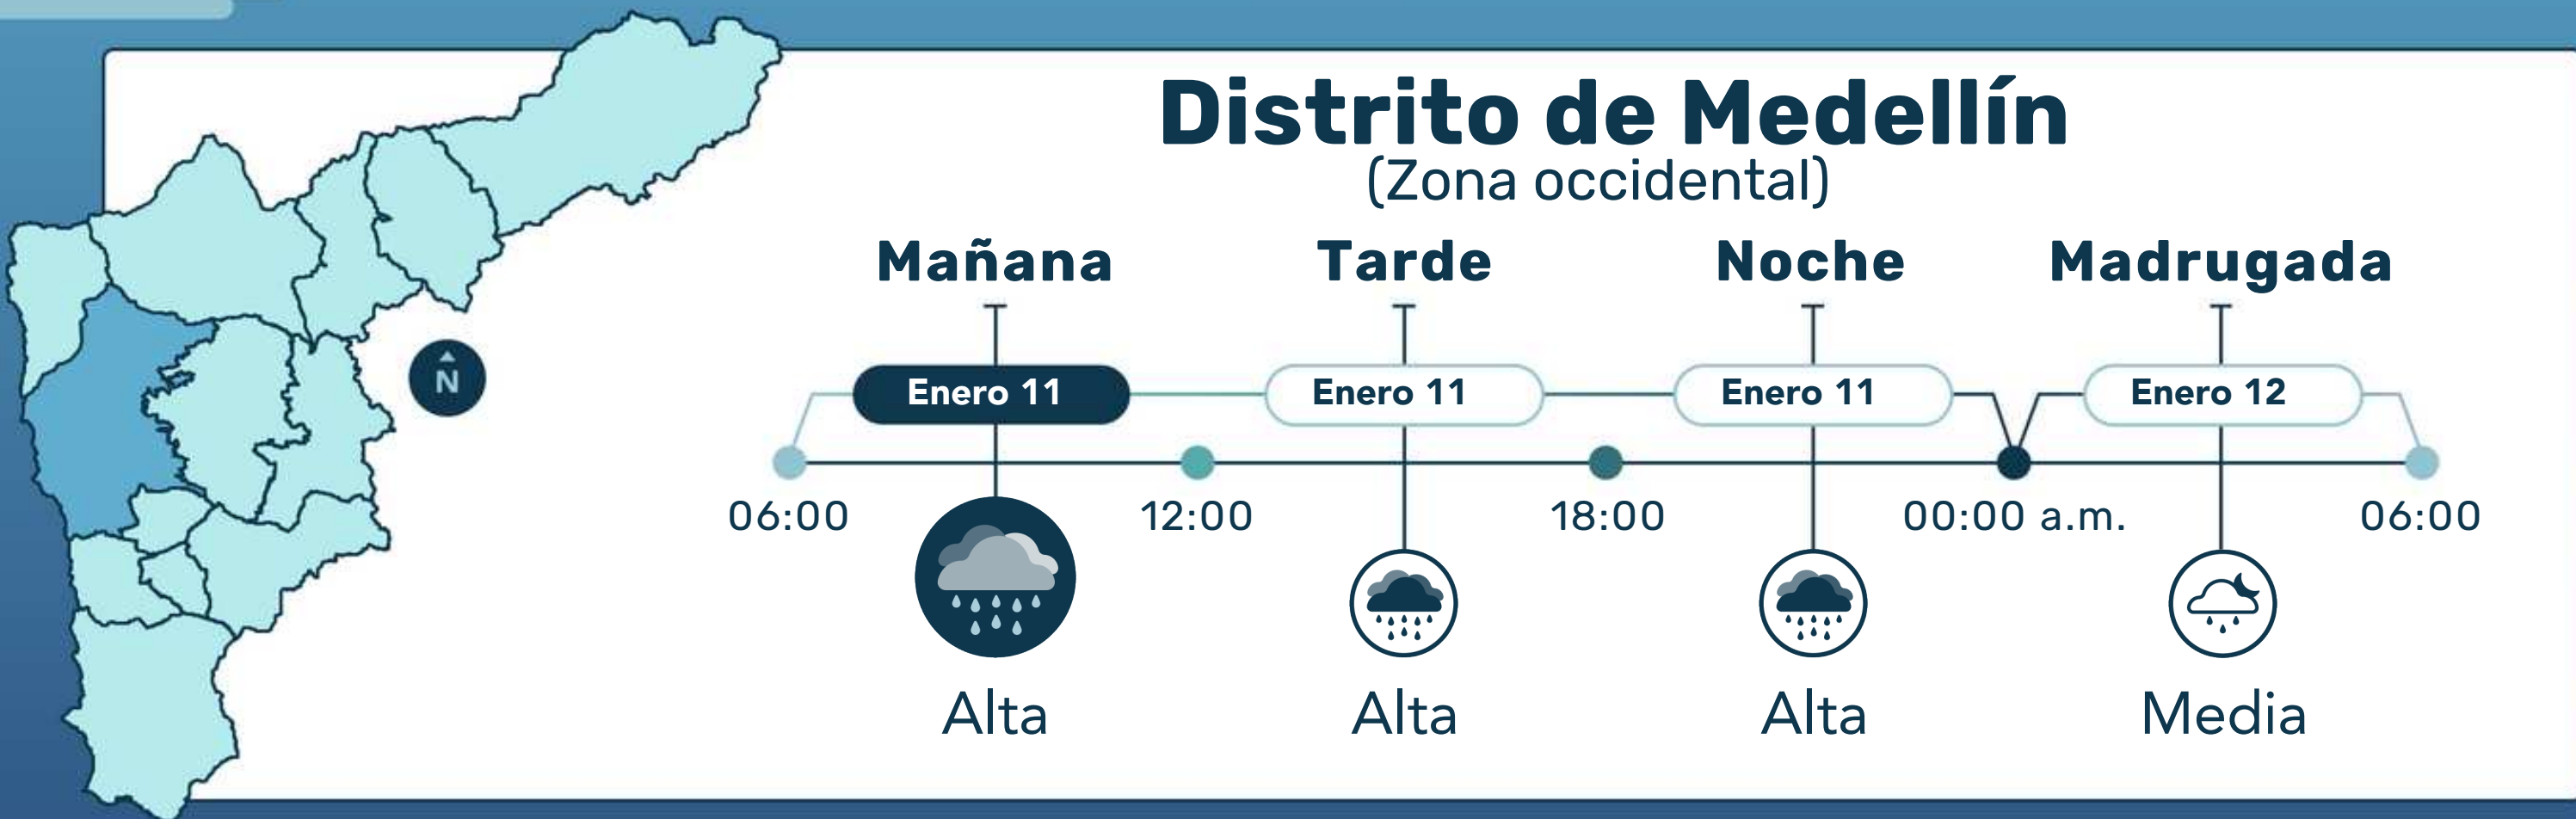 Distrito de Medellín
(Zona occidental)
Mañana Tarde Noche Madrugada
Enero 11 Enero 11 Enero 11 Enero 12
N
06:00 12:00 18:00 00:00 a.m. 06:00
Alta Alta Alta Media